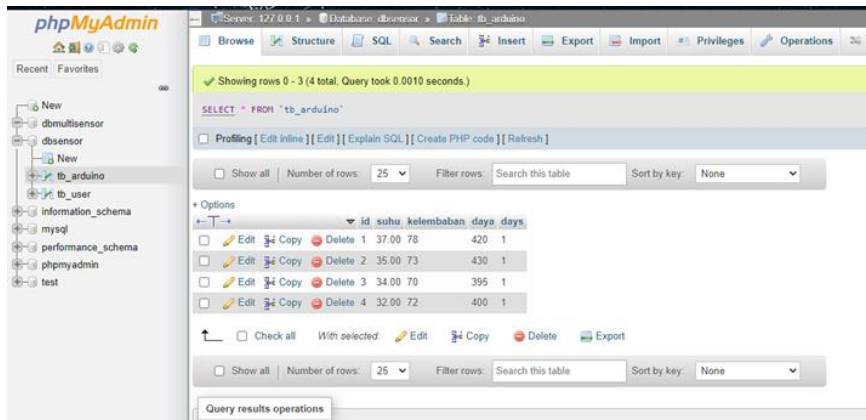 phpMyAdmin
Recent Favorites
New
dbmultisensor
dbsensor
New
tb_arduino
tb_user
information_schema
mysql
performance_schema
phpmyadmin
test
Server: 127.0.0.1 » Database: dbsensor » Table: tb_arduino
Browse Structure SQL Search Insert Export Import Privileges Operations
Showing rows 0 - 3 (4 total, Query took 0.0010 seconds.)
SELECT * FROM `tb_arduino`
Profiling [ Edit inline ] [ Edit ] [ Explain SQL ] [ Create PHP code ] [ Refresh ]
Show all | Number of rows: 25 Filter rows: Search this table Sort by key: None
+ Options
←T→ id suhu kelembaban daya days
Edit Copy Delete 1 37.00 78 420 1
Edit Copy Delete 2 35.00 73 430 1
Edit Copy Delete 3 34.00 70 395 1
Edit Copy Delete 4 32.00 72 400 1
Check all With selected: Edit Copy Delete Export
Show all | Number of rows: 25 Filter rows: Search this table Sort by key: None
Query results operations